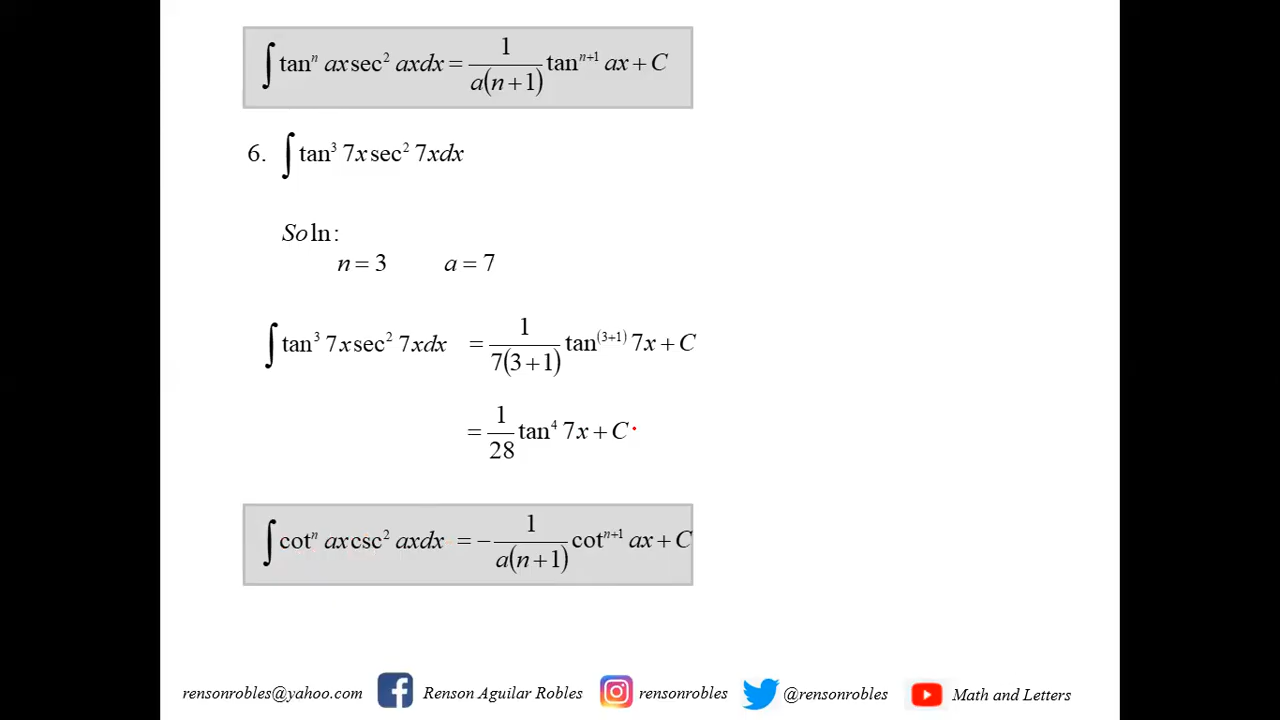 ∫ tanⁿ ax sec² ax dx = 1/a(n+1) tanⁿ⁺¹ ax + C
6. ∫ tan³ 7x sec² 7x dx
Soln:
n = 3 a = 7
∫ tan³ 7x sec² 7x dx = 1/7(3+1) tan⁽³⁺¹⁾ 7x + C
= 1/28 tan⁴ 7x + C
∫ cotⁿ ax csc² ax dx = − 1/a(n+1) cotⁿ⁺¹ ax + C
rensonrobles@yahoo.com Renson Aguilar Robles rensonrobles @rensonrobles Math and Letters